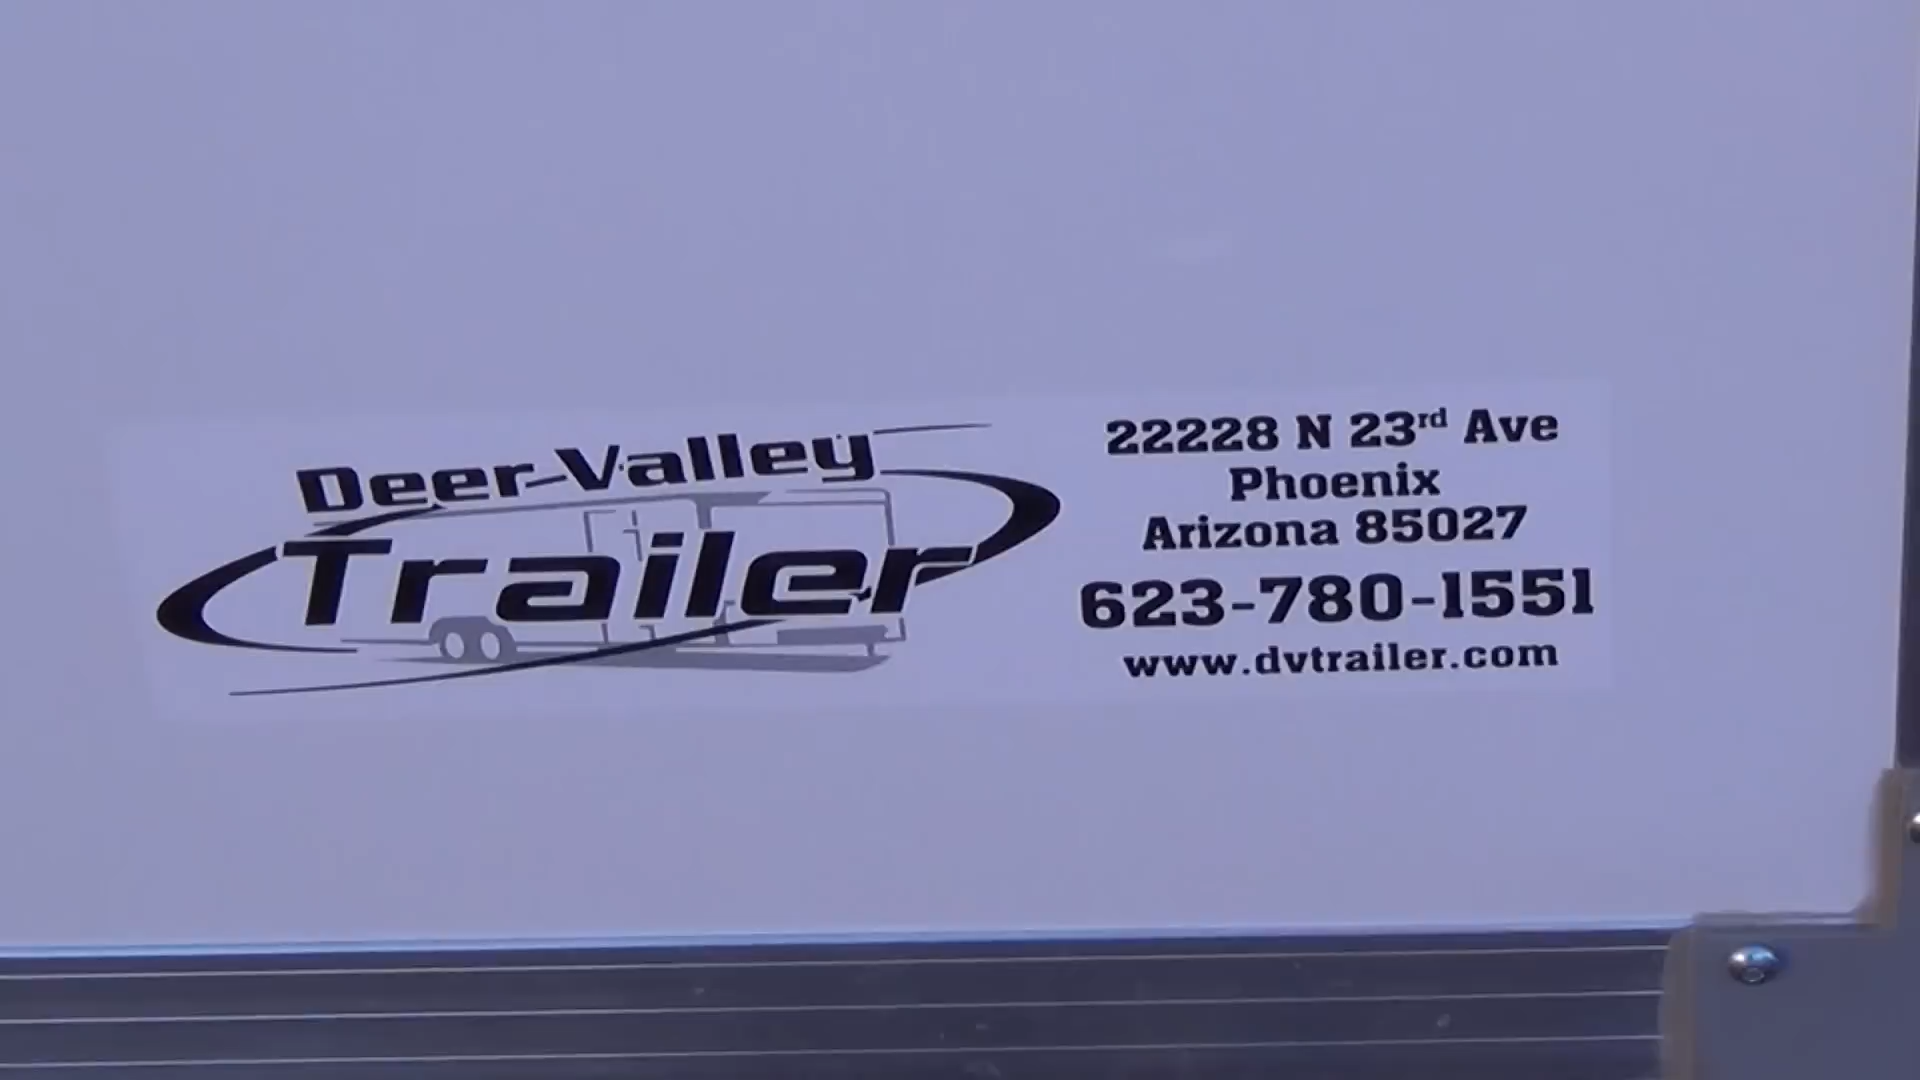 Deer Valley
Trailer
22228 N 23rd Ave
Phoenix
Arizona 85027
623-780-1551
www.dvtrailer.com